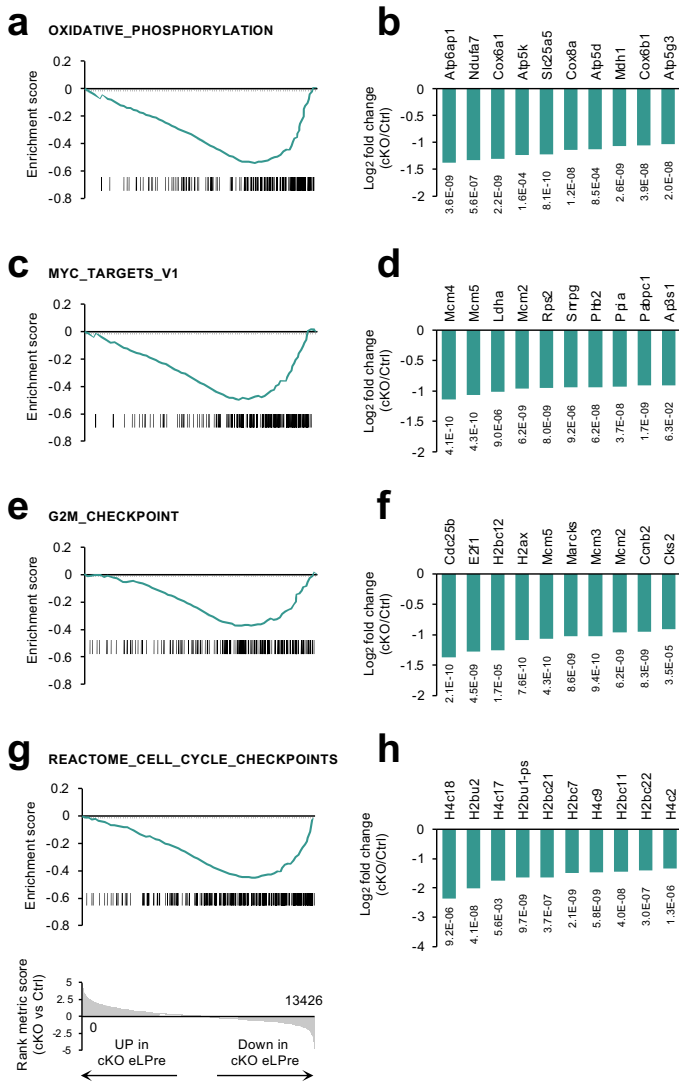 a
OXIDATIVE_PHOSPHORYLATION
Enrichment score
0.2
0
-0.2
-0.4
-0.6
-0.8
b
Atp6ap1
Ndufa7
Cox6a1
Atp5k
Slc25a5
Cox8a
Atp5d
Mdh1
Cox6b1
Atp5g3
Log2 fold change
(cKO/Ctrl)
0
-0.5
-1
-1.5
-2
3.6E-09
5.6E-07
2.2E-09
1.6E-04
8.1E-10
1.2E-08
8.5E-04
2.6E-09
3.9E-08
2.0E-08
c
MYC_TARGETS_V1
Enrichment score
0.2
0
-0.2
-0.4
-0.6
-0.8
d
Mcm4
Mcm5
Ldha
Mcm2
Rps2
Snrpg
Phb2
Ppia
Pabpc1
Ap3s1
Log2 fold change
(cKO/Ctrl)
0
-0.5
-1
-1.5
-2
4.1E-10
4.3E-10
9.0E-06
6.2E-09
8.0E-09
9.2E-06
6.2E-08
3.7E-08
1.7E-09
6.3E-02
e
G2M_CHECKPOINT
Enrichment score
0.2
0
-0.2
-0.4
-0.6
-0.8
f
Cdc25b
E2f1
H2bc12
H2ax
Mcm5
Marcks
Mcm3
Mcm2
Ccnb2
Cks2
Log2 fold change
(cKO/Ctrl)
0
-0.5
-1
-1.5
-2
2.1E-10
4.5E-09
1.7E-05
7.6E-10
4.3E-10
8.6E-09
9.4E-10
6.2E-09
8.3E-09
3.5E-05
g
REACTOME_CELL_CYCLE_CHECKPOINTS
Enrichment score
0.2
0
-0.2
-0.4
-0.6
-0.8
h
H4c18
H2bu2
H4c17
H2bu1-ps
H2bc21
H2bc7
H4c9
H2bc11
H2bc22
H4c2
Log2 fold change
(cKO/Ctrl)
0
-1
-2
-3
-4
9.2E-06
4.1E-08
5.6E-03
9.7E-09
3.7E-07
2.1E-09
5.8E-09
4.0E-08
3.0E-07
1.3E-06
Rank metric score
(cKO vs Ctrl)
5
2.5
0
-2.5
-5
13426
0
UP in
cKO eLPre
Down in
cKO eLPre